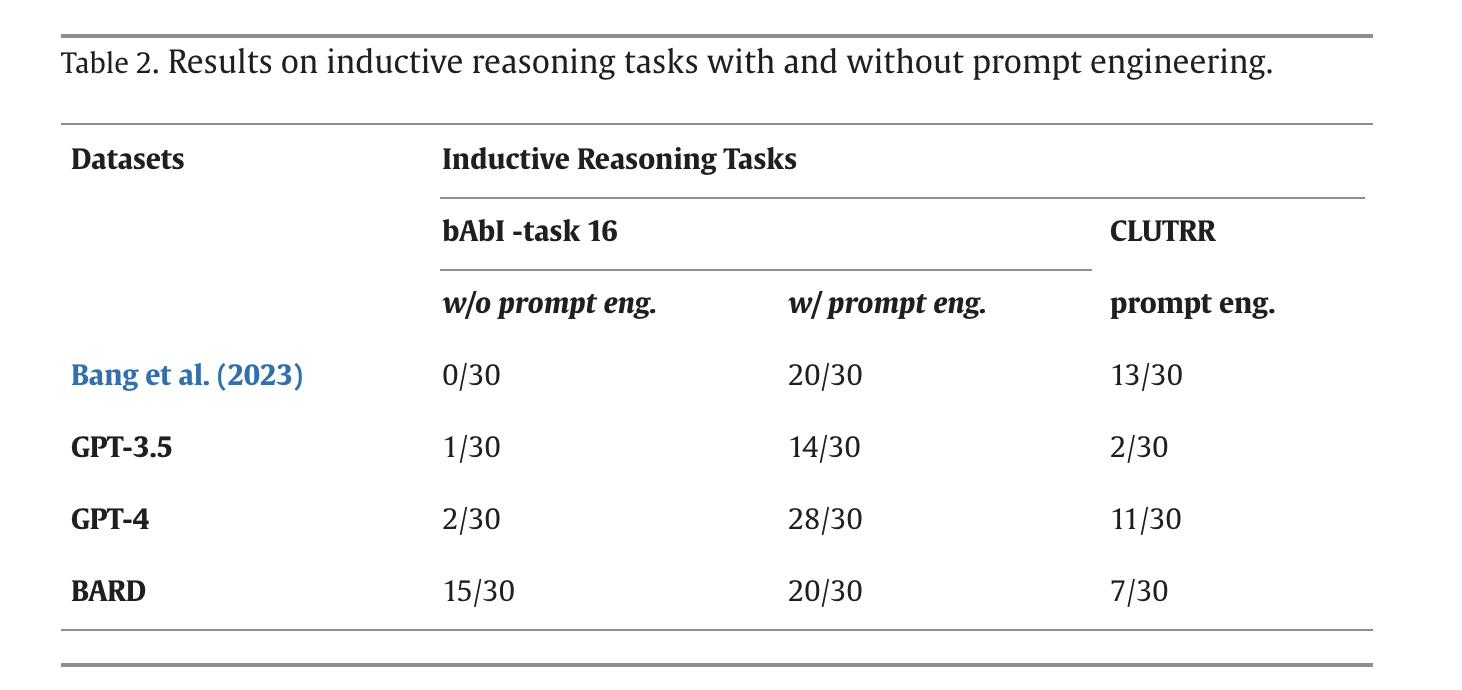 Table 2. Results on inductive reasoning tasks with and without prompt engineering.
Datasets Inductive Reasoning Tasks
bAbI -task 16 CLUTRR
w/o prompt eng. w/ prompt eng. prompt eng.
Bang et al. (2023) 0/30 20/30 13/30
GPT-3.5 1/30 14/30 2/30
GPT-4 2/30 28/30 11/30
BARD 15/30 20/30 7/30